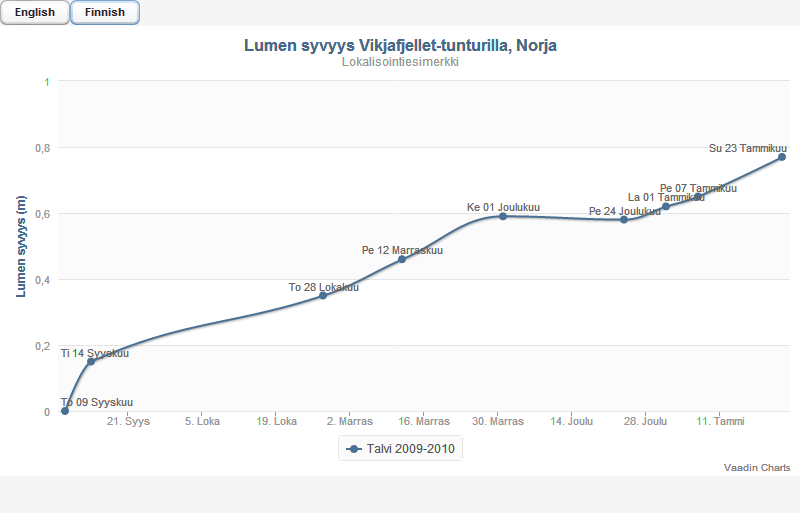 English Finnish
Lumen syvyys Vikjafjellet-tunturilla, Norja
Lokalisointiesimerkki
Lumen syvyys (m)
1
0,8
0,6
0,4
0,2
0
To 09 Syyskuu
Ti 14 Syyskuu
To 28 Lokakuu
Pe 12 Marraskuu
Ke 01 Joulukuu
Pe 24 Joulukuu
La 01 Tammikuu
Pe 07 Tammikuu
Su 23 Tammikuu
21. Syys 5. Loka 19. Loka 2. Marras 16. Marras 30. Marras 14. Joulu 28. Joulu 11. Tammi
Talvi 2009-2010
Vaadin Charts